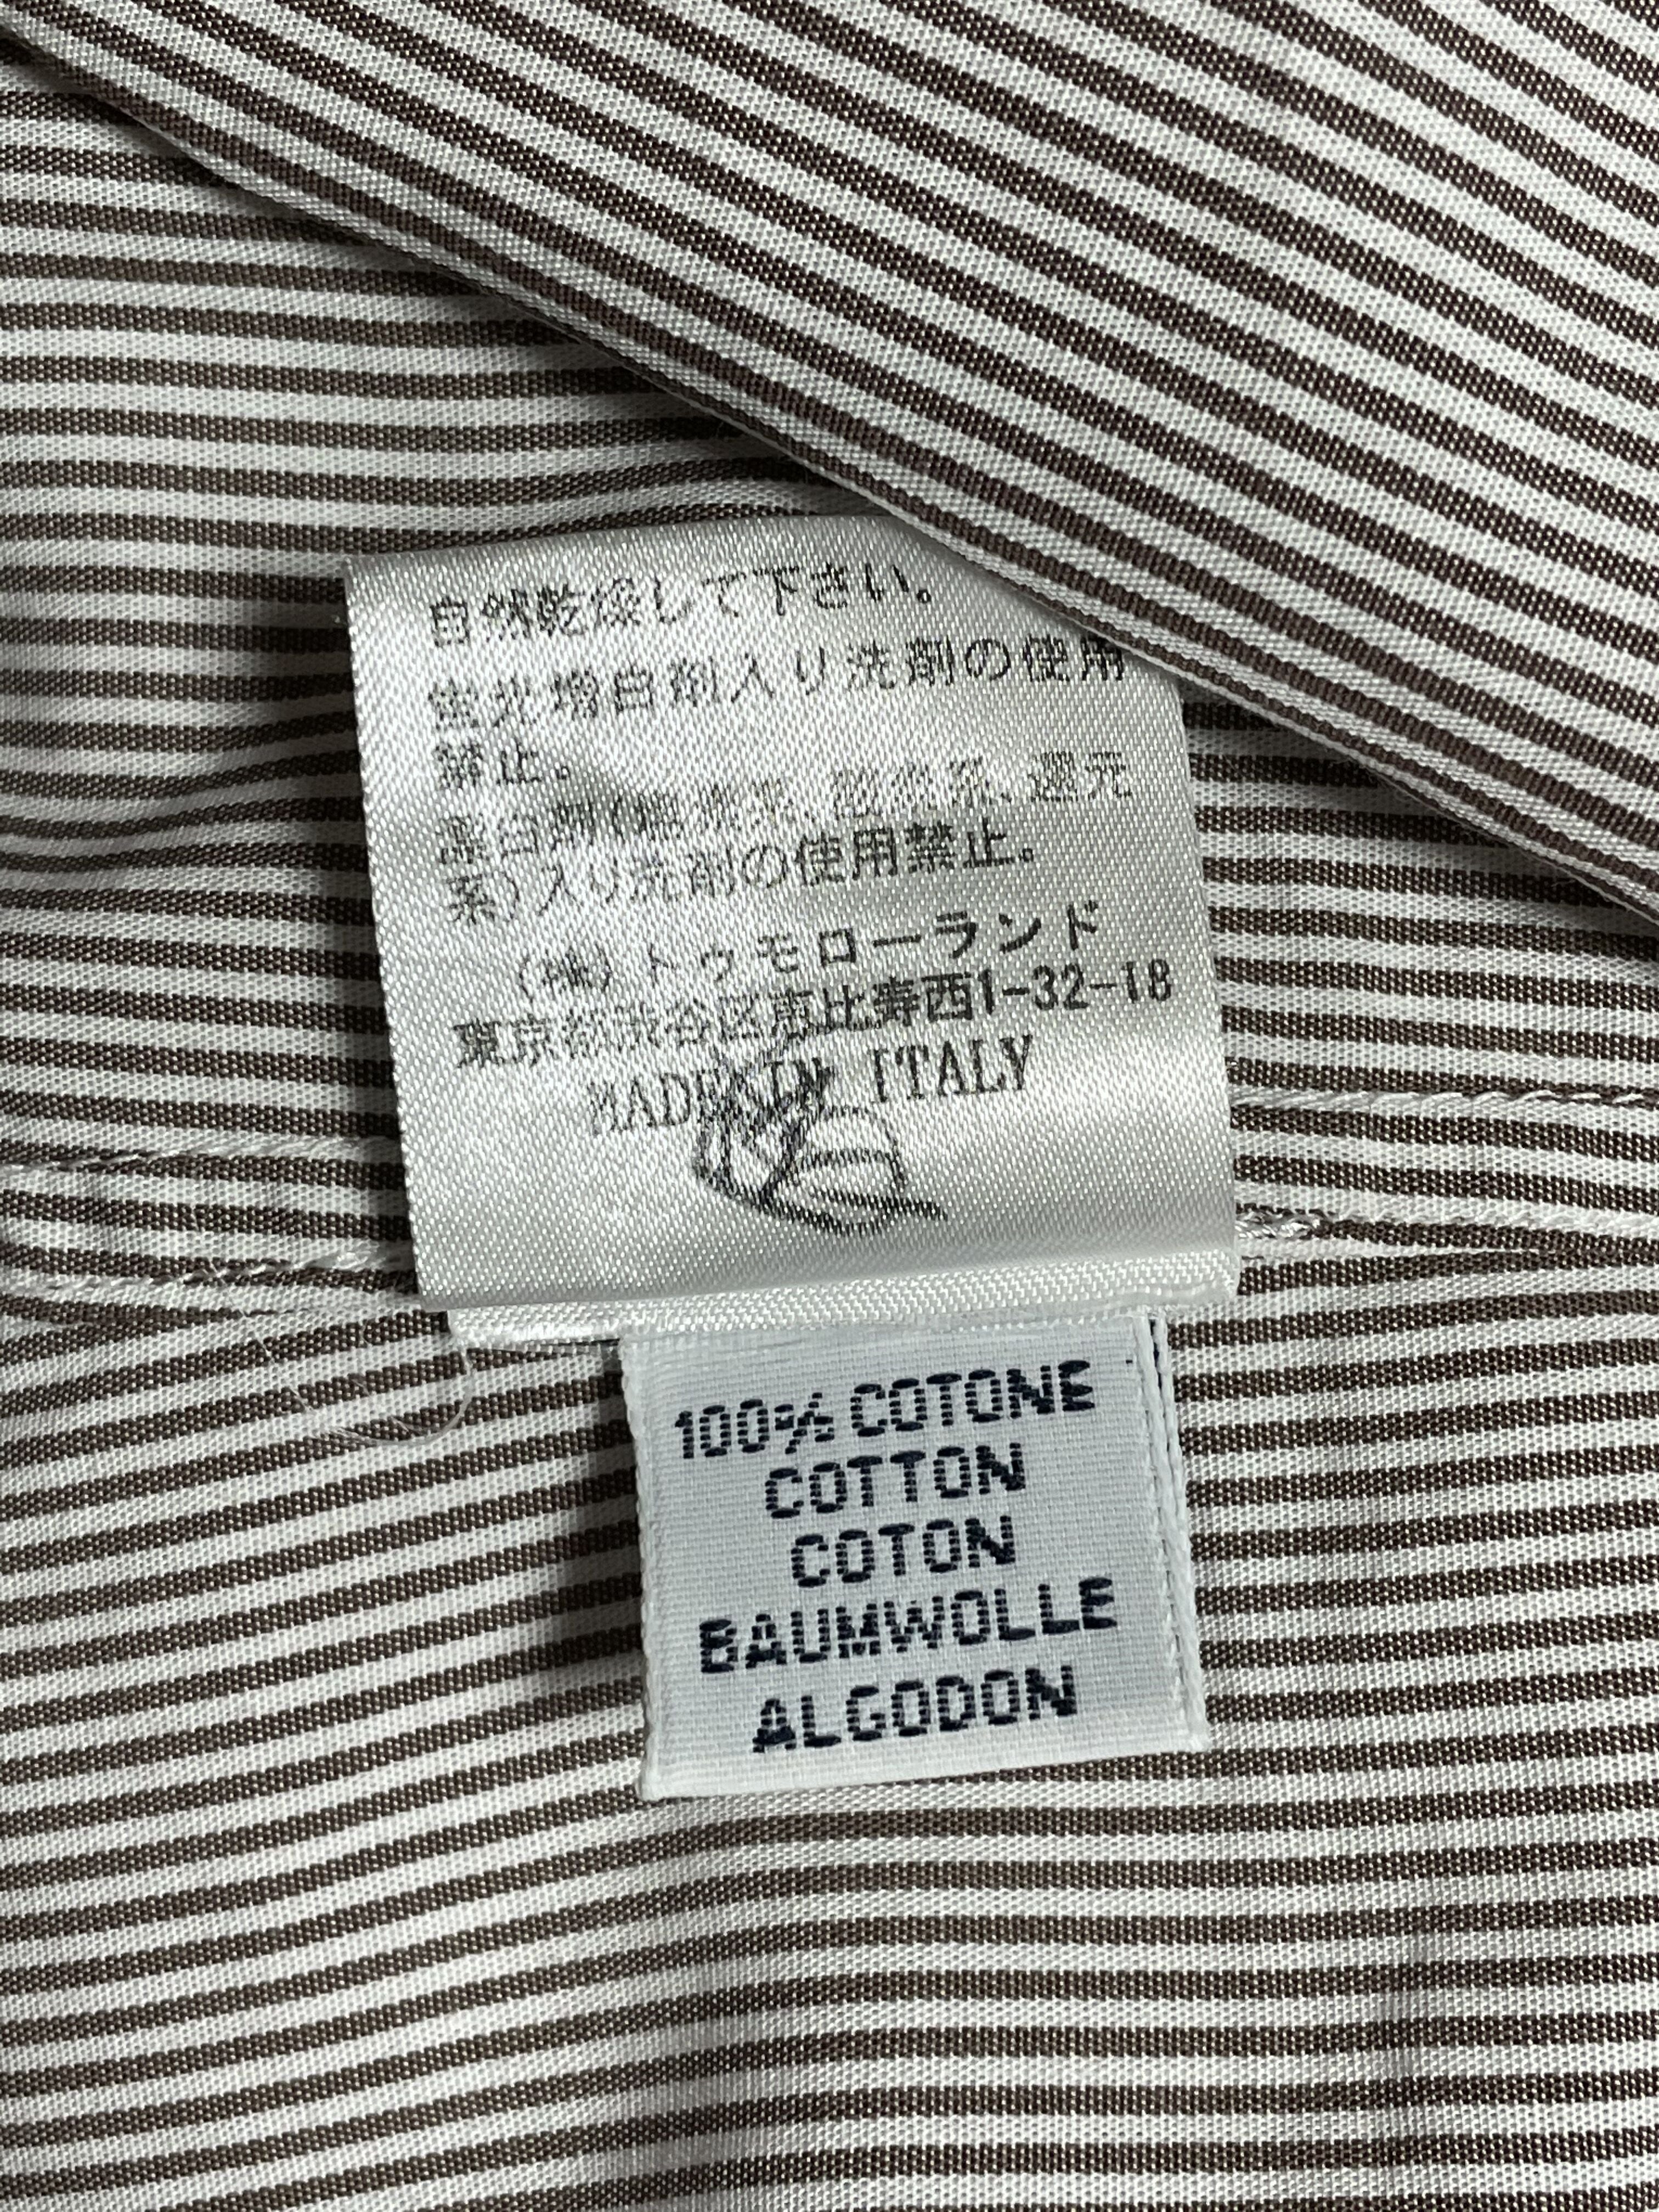 自然乾燥して下さい。
蛍光増白剤入り洗剤の使用
禁止。
漂白剤(塩素系、酸素系、還元
系)入り洗剤の使用禁止。
(株)トゥモローランド
東京都渋谷区恵比寿西1-32-18
MADE IN ITALY
100% COTONE
COTTON
COTON
BAUMWOLLE
ALGODON